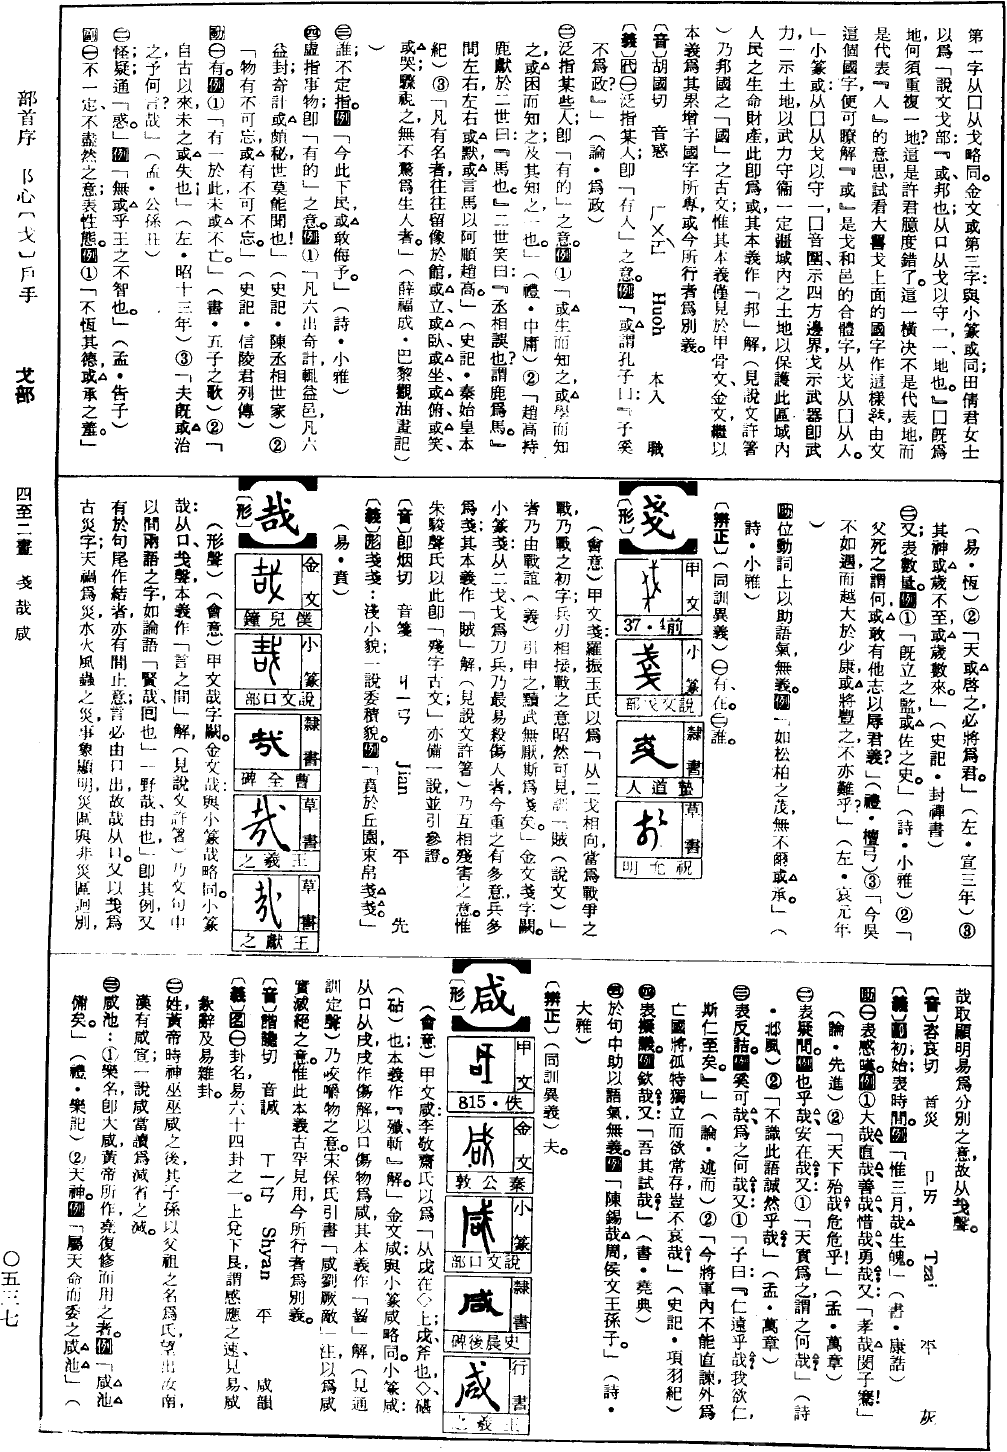 部首序　卩心〔戈〕戶手
戈部
四至二畫　戔哉咸
〇五三七
第一字从囗从戈略同。金文或第三字：與小篆或同田倩君女士
以爲「說文戈部：『或邦也从口从戈以守一一地也。』囗旣爲
地何須重複一地？這是許君臆度錯了。這一橫决不是代表地，而
是代表『人』的意思，試看大盂戈上面的國字作這樣，由文
這個國字便可瞭解『或』是戈和邑的合體字从戈从囗从人。
」小篆或从囗从戈以守一囗音圍示四方邊界，戈示武器卽武
力一示土地以武力守衞一定疆域內之土地以保護此區域內
人民之生命財產，此卽爲或其本義作「邦」解（見說文許箸
）乃邦國之「國」之古文惟其本義僅見於甲骨文、金文、繼以
本義爲其累增字國字所專，或今所行者爲別義。
〔音〕胡國切　音惑　ㄏㄨㄛˋ　Huoh　本入　職
〔義〕〔代〕㊀泛指某人卽「有人」之意。例「或謂孔子曰：『子奚
不爲政』」（論・爲政）
㊁泛指某些人卽「有的」之意。例①「或生而知之，或學而知
之，或困而知之，及其知之一也。」（禮・中庸）②「趙高持
鹿獻於二世曰：『馬也。』二世笑曰：『丞相誤也？謂鹿爲馬。』
問左右，左右或默，或言馬以阿順趙高。」（史記・秦始皇本
紀）③「凡有名者往往留像於館，或立或臥，或坐或俯，或笑
或哭，驟視之無不驚爲生人者。」（薛福成・巴黎觀油畫記
）
㊂誰不定指。例「今此下民，或敢侮予。」（詩・小雅）
㊃虛指事物卽「有的」之意。例①「凡六出奇計，輒益邑，凡六
益封奇計或頗秘，世莫能聞也！」（史記・陳丞相世家）②
「物有不可忘，或有不可不忘。」（史記・信陵君列傳）
助㊀有。例①「有一於此，未或不亡。」（書・五子之歌）②「
自古以來，未之或失也」（左・昭十三年）③「夫旣或治
之，予何言哉」（孟・公孫丑）
㊁怪疑通「惑」。例「無或乎王之不智也。」（孟・告子）
副㊀不一定、不盡然之意表性態。例①「不恆其德，或承之羞。」
（易・恆）②「天或啓之，必將爲君。」（左・宣三年）③
其神或歲不至，或歲數來。」（史記・封禪書）
㊁又，表數量。例①「旣立之監，或佐之史。」（詩・小雅）②「
父死之謂何，或敢有他志以辱君義？」（禮・檀弓）③「今吳
不如過，而越大於少康，或將豐之，不亦難乎？」（左・哀元年
）
助位動詞上以助語氣無義。例「如松柏之茂，無不爾或承。」（
詩・小雅）
〔辨正〕（同訓異義）㊀有、在。㊁誰。
戔
〔形〕
甲文　前4・37
小篆　說文戈部
隸書　蟄道人
草書　祝允明
（會意）甲文戔：羅振玉氏以爲「从二戈相向，當爲戰爭之
戰乃戰之初字，兵刃相接戰之意昭然可見，訓「賊（說文）」
者乃由戰誼（義）引申之，黷武無厭，斯爲戔矣。」金文戔字闕。
小篆戔：从二戈，戈爲刀兵，乃最易殺傷人者，今重之有多意兵多
爲戔，其本義作「賊」解（見說文許箸）乃互相殘害之意。惟
朱駿聲氏以此卽「殘字古文」亦備一說並引參證。
〔音〕卽烟切　音箋　ㄐㄧㄢ　Jian　平　先
〔義〕〔形〕戔戔：淺小貌，一說委積貌。例「賁於丘園，束帛戔戔。」
（易・賁）
哉
〔形〕
金文　僕兒鐘
小篆　說文口部
隸書　曹全碑
草書　王羲之
草書　王獻之
（形聲）（會意）甲文哉字闕。金文哉：與小篆哉略同。小篆
哉：从口𢦏聲，本義作「言之間」解（見說文許箸）乃文句中
以間兩語之字，如論語「賢哉回也」「野哉由也」卽其例。又
有於句尾作結者，亦有間止意；言必由口出，故哉从口。又以𢦏爲
古災字，天禍爲災，水火風蟲之災，事象顯明，災區與非災區迥別，
哉取顯明易爲分別之意，故从𢦏聲。
〔音〕咨哀切　音災　ㄗㄞ　Tzai　平　灰
〔義〕〔副〕初，始，表時間。例「惟三月哉生魄。」（書・康誥）
助㊀表感嘆。例①大哉、直哉、善哉、惜哉、勇哉。又「孝哉閔子騫！」
（論・先進）②「天下殆哉危危乎！」（孟・萬章）
㊁表疑問。例也乎哉、安在哉。又：①「天實爲之，謂之何哉」（詩
・邶風）②「不識此語誠然乎哉」（孟・萬章）
㊂表反詰。例奚可哉、爲之何哉。又：①「子曰：『仁遠乎哉？我欲仁，
斯仁至矣。』」（論・述而）②「今將軍內不能直諫，外爲
亡國將，孤特獨立而欲常存，豈不哀哉」（史記・項羽紀）
㊃表擬議。例欽哉。又：「吾其試哉」（書・堯典）
㊄於句中助以語氣無義。例「陳錫哉周，侯文王孫子。」（詩・
大雅）
〔辨正〕（同訓異義）夫。
咸
〔形〕
甲文　佚・815
金文　秦公敦
小篆　說文口部
隸書　史晨後碑
行書　王羲之
（會意）甲文咸：李敬齋氏以爲「从戌在◇上，戌斧也，◇碪
（砧）也，本義作『殲斬』解。」金文咸：與小篆咸略同。小篆咸：
从口从戌，戌作傷解，以口傷物爲咸，其本義作「齧」解（見通
訓定聲）乃咬嚼物之意。宋保氏引書「咸劉厥敵」注以爲咸
實滅絕之意。惟此本義古罕見用，今所行者爲別義。
〔音〕諧讒切　音諴　ㄒㄧㄢˊ　Shyan　平　咸韻
〔義〕〔名〕㊀卦名，易六十四卦之一。上兌下艮，謂感應之速，見易・咸
彖辭及易雜卦。
㊁姓，黃帝時神巫巫咸之後，其子孫以父祖之名爲氏，望出汝南，
漢有咸宣；一說咸當讀爲減省之減。
㊂咸池：①樂名，卽大咸，黃帝所作，堯復修而用之者。例「咸池
備矣。」（禮・樂記）②天神。例「屬天命而委之咸池」（